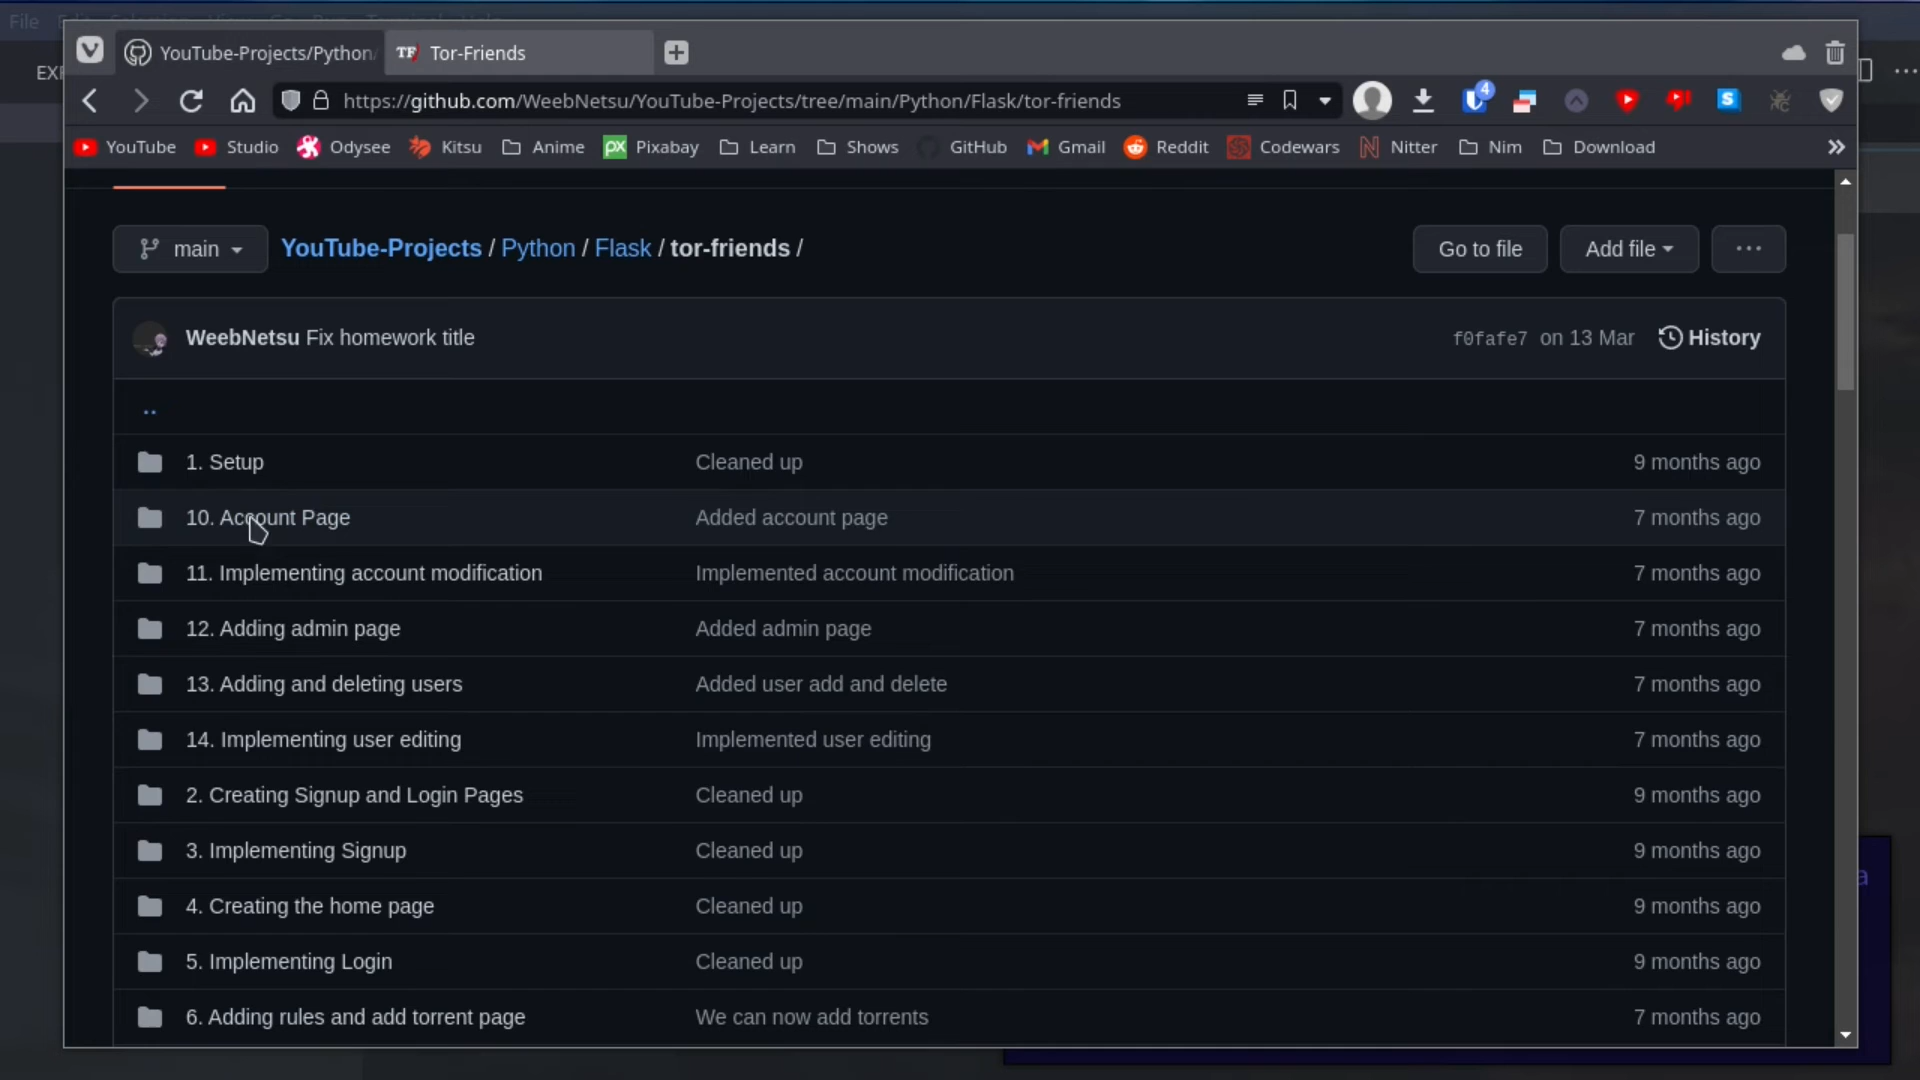 File
EX
YouTube-Projects/Python/
TF Tor-Friends
https://github.com/WeebNetsu/YouTube-Projects/tree/main/Python/Flask/tor-friends
4
S
YouTube
Studio
Odysee
Kitsu
Anime
px Pixabay
Learn
Shows
GitHub
Gmail
Reddit
Codewars
N Nitter
Nim
Download
main
YouTube-Projects / Python / Flask / tor-friends /
Go to file
Add file
WeebNetsu Fix homework title
f0fafe7 on 13 Mar
History
..
1. Setup Cleaned up 9 months ago
10. Account Page Added account page 7 months ago
11. Implementing account modification Implemented account modification 7 months ago
12. Adding admin page Added admin page 7 months ago
13. Adding and deleting users Added user add and delete 7 months ago
14. Implementing user editing Implemented user editing 7 months ago
2. Creating Signup and Login Pages Cleaned up 9 months ago
3. Implementing Signup Cleaned up 9 months ago
4. Creating the home page Cleaned up 9 months ago
5. Implementing Login Cleaned up 9 months ago
6. Adding rules and add torrent page We can now add torrents 7 months ago
a